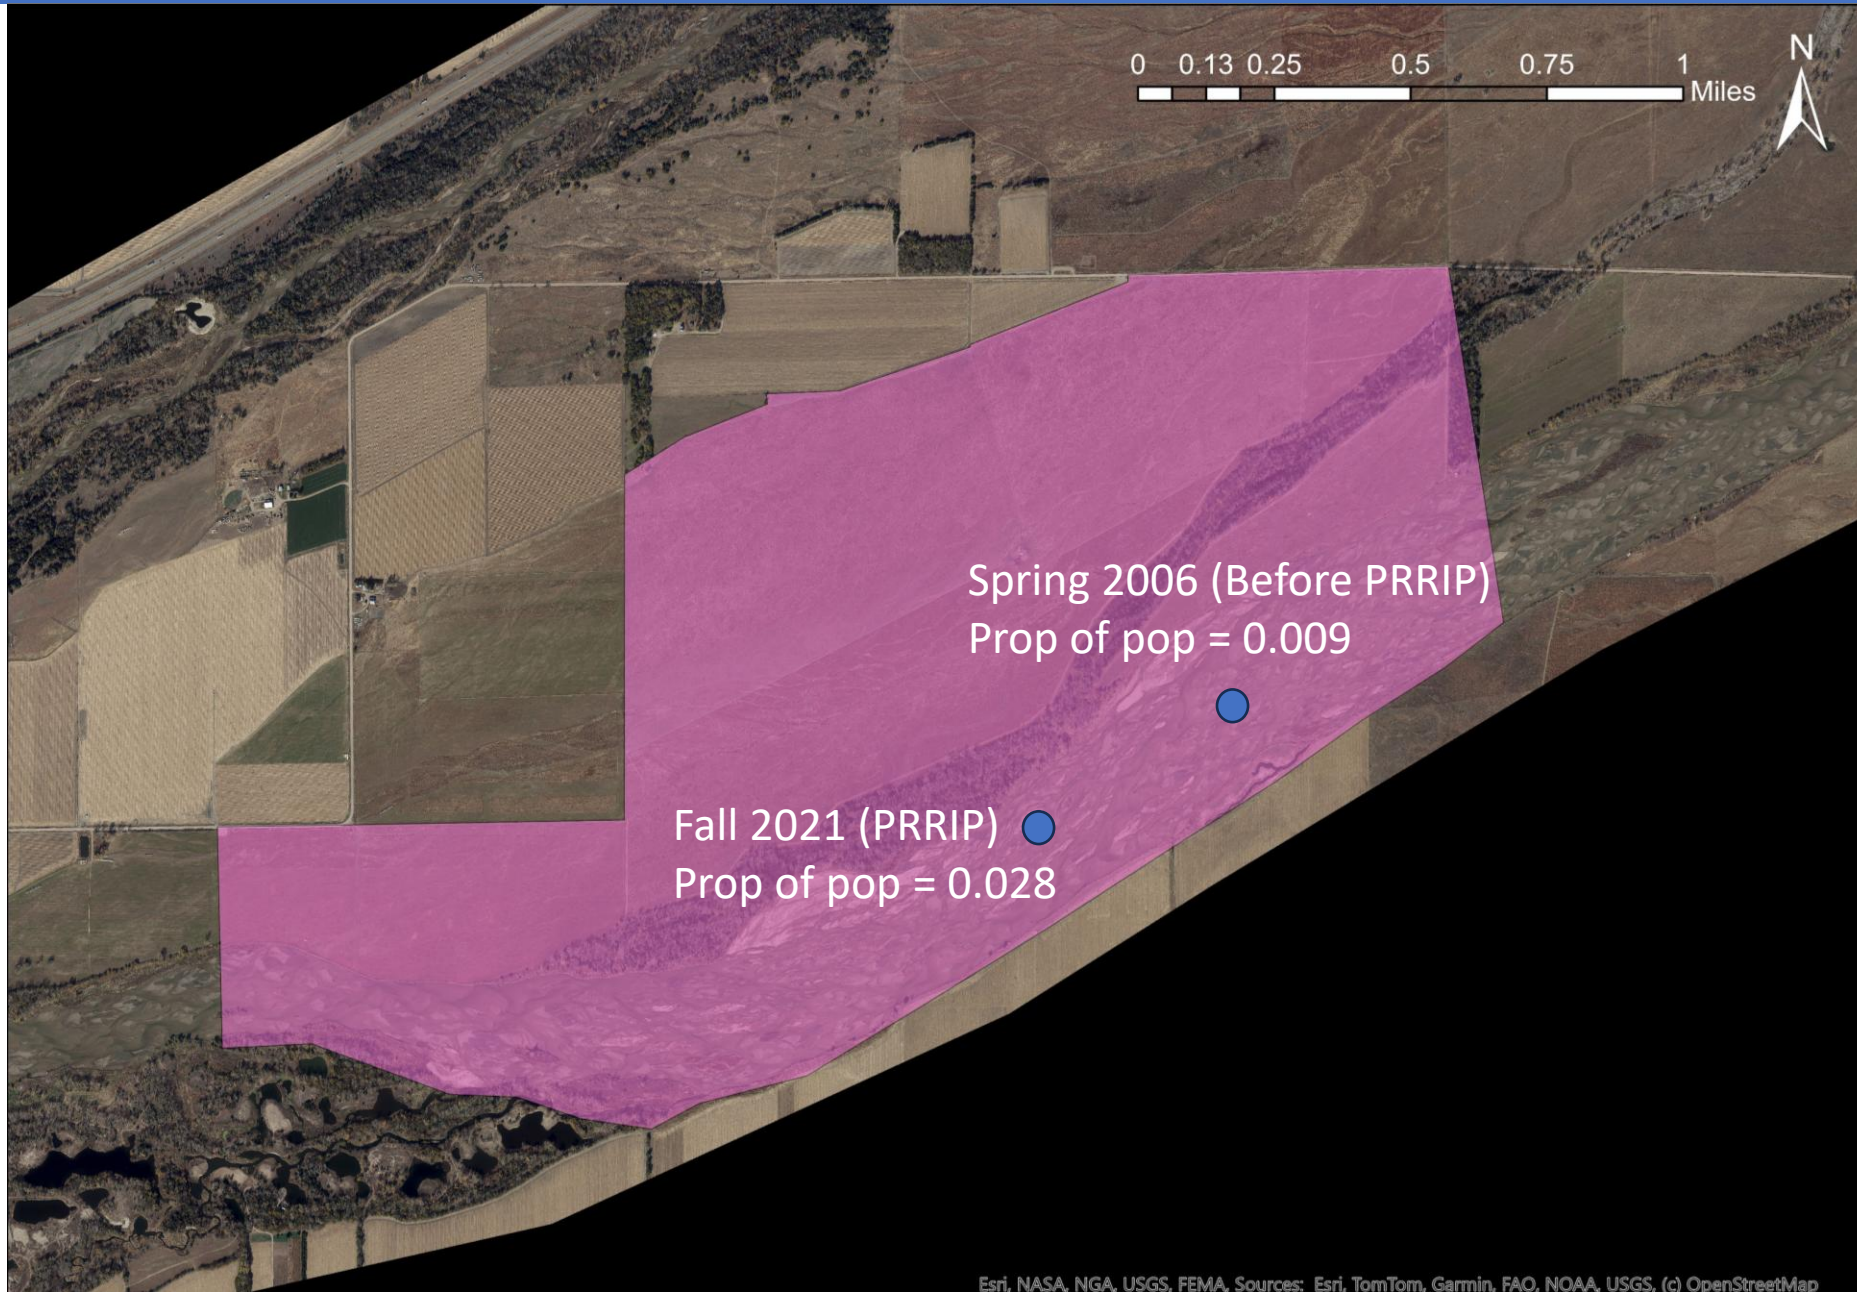 0 0.13 0.25 0.5 0.75 1
Miles
N
Spring 2006 (Before PRRIP)
Prop of pop = 0.009
Fall 2021 (PRRIP)
Prop of pop = 0.028
Esri, NASA, NGA, USGS, FEMA, Sources: Esri, TomTom, Garmin, FAO, NOAA, USGS, (c) OpenStreetMap